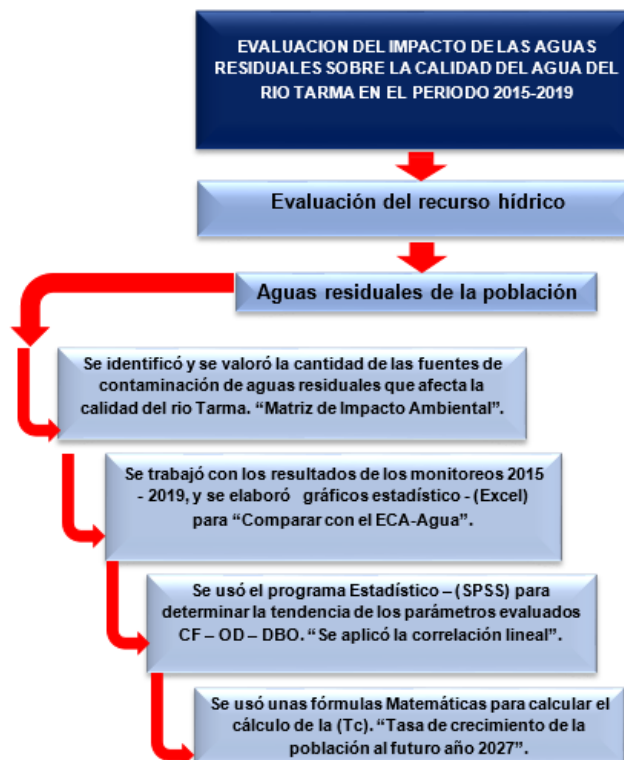 EVALUACION DEL IMPACTO DE LAS AGUAS
RESIDUALES SOBRE LA CALIDAD DEL AGUA DEL
RIO TARMA EN EL PERIODO 2015-2019
Evaluación del recurso hídrico
Aguas residuales de la población
Se identificó y se valoró la cantidad de las fuentes de
contaminación de aguas residuales que afecta la
calidad del rio Tarma. “Matriz de Impacto Ambiental”.
Se trabajó con los resultados de los monitoreos 2015
- 2019, y se elaboró gráficos estadístico - (Excel)
para “Comparar con el ECA-Agua”.
Se usó el programa Estadístico – (SPSS) para
determinar la tendencia de los parámetros evaluados
CF – OD – DBO. “Se aplicó la correlación lineal”.
Se usó unas fórmulas Matemáticas para calcular el
cálculo de la (Tc). “Tasa de crecimiento de la
población al futuro año 2027”.